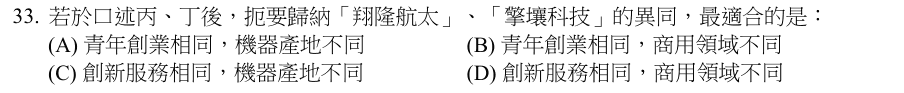 33. 若於口述丙、丁後，扼要歸納「翔隆航太」、「擎壤科技」的異同，最適合的是：
(A) 青年創業相同，機器產地不同 (B) 青年創業相同，商用領域不同
(C) 創新服務相同，機器產地不同 (D) 創新服務相同，商用領域不同